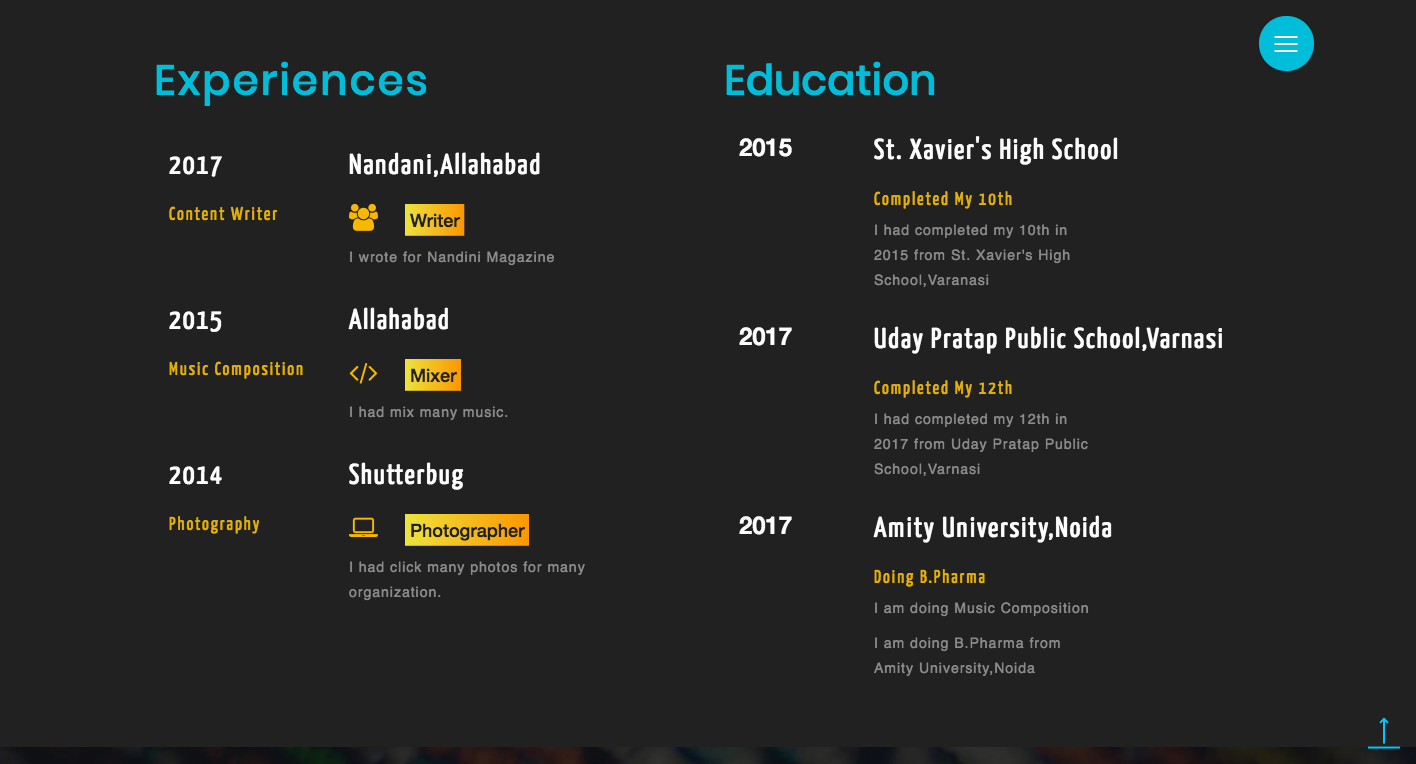 Experiences
2017
Nandani,Allahabad
Content Writer
Writer
I wrote for Nandini Magazine
2015
Allahabad
Music Composition
Mixer
I had mix many music.
2014
Shutterbug
Photography
Photographer
I had click many photos for many
organization.
Education
2015
St. Xavier's High School
Completed My 10th
I had completed my 10th in
2015 from St. Xavier's High
School,Varanasi
2017
Uday Pratap Public School,Varnasi
Completed My 12th
I had completed my 12th in
2017 from Uday Pratap Public
School,Varnasi
2017
Amity University,Noida
Doing B.Pharma
I am doing Music Composition
I am doing B.Pharma from
Amity University,Noida